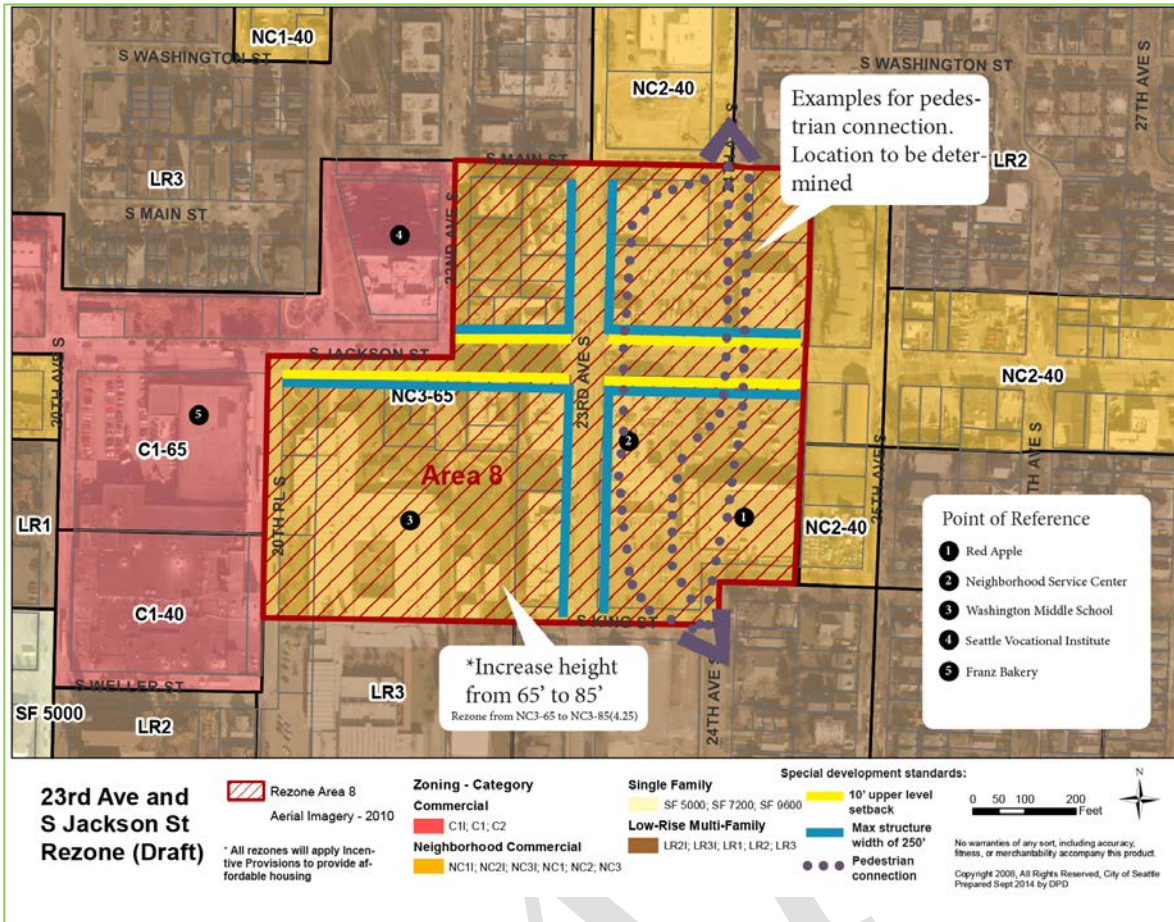 NC1-40
S WASHINGTON ST
S WASHINGTON ST
NC2-40
27TH AVE S
Examples for pedes-
trian connection.
Location to be deter-
mined
LR2
LR3
S MAIN ST
S MAIN ST
4
22ND AVE S
S JACKSON ST
NC3-65
23RD AVE S
NC2-40
20TH AVE S
5
C1-65
2
Area 8
3
1
20TH PL S
25TH AVE S
NC2-40
LR1
C1-40
S KING ST
S WELLER ST
SF 5000
LR2
LR3
24TH AVE S
*Increase height
from 65' to 85'
Rezone from NC3-65 to NC3-85(4.25)
Point of Reference
1 Red Apple
2 Neighborhood Service Center
3 Washington Middle School
4 Seattle Vocational Institute
5 Franz Bakery
23rd Ave and
S Jackson St
Rezone (Draft)
Rezone Area 8
Aerial Imagery - 2010
* All rezones will apply Incen-
tive Provisions to provide af-
fordable housing
Zoning - Category
Commercial
C1I; C1; C2
Neighborhood Commercial
NC1I; NC2I; NC3I; NC1; NC2; NC3
Single Family
SF 5000; SF 7200; SF 9600
Low-Rise Multi-Family
LR2I; LR3I; LR1; LR2; LR3
Special development standards:
10' upper level
setback
Max structure
width of 250'
Pedestrian
connection
0 50 100 200
Feet
N
No warranties of any sort, including accuracy,
fitness, or merchantability accompany this product.
Copyright 2008, All Rights Reserved, City of Seattle
Prepared Sept 2014 by DPD